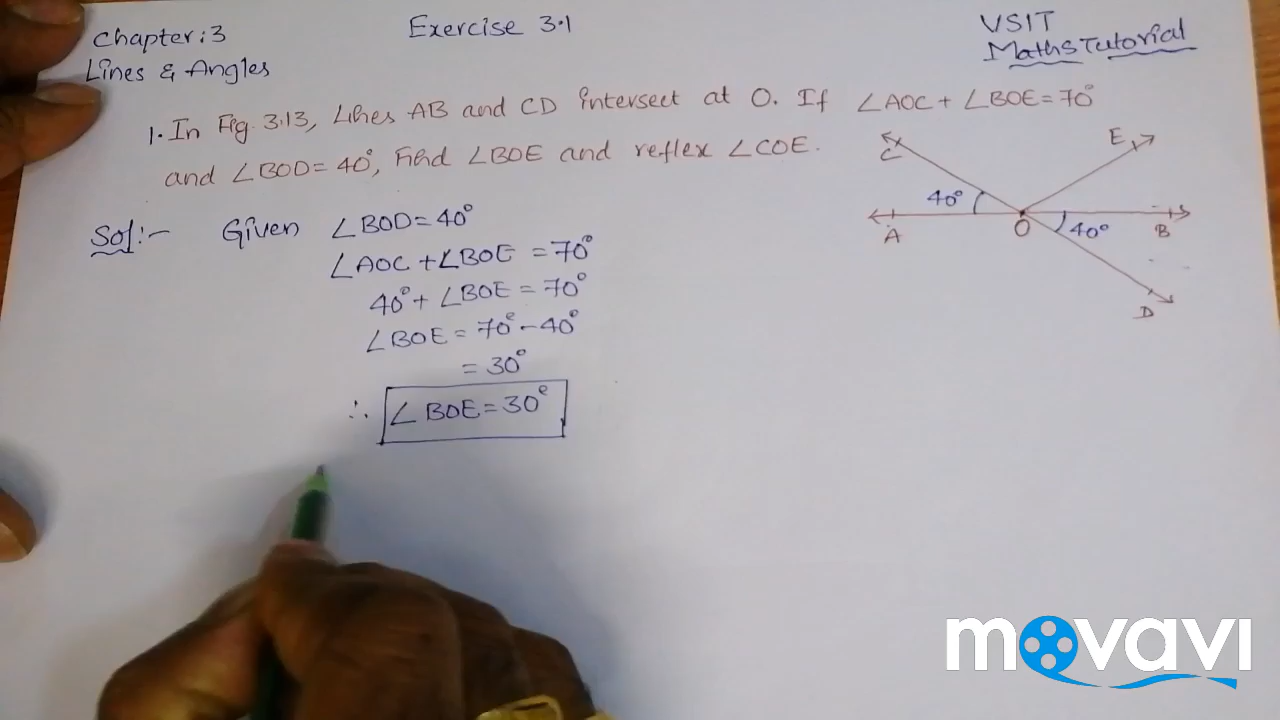 Chapter: 3
Exercise 3.1
VSIT
Maths Tutorial
Lines & Angles
1. In Fig. 3.13, Lines AB and CD intersect at O. If ∠AOC + ∠BOE = 70°
and ∠BOD = 40°, Find ∠BOE and reflex ∠COE.
Sol:- Given ∠BOD = 40°
∠AOC + ∠BOE = 70°
40° + ∠BOE = 70°
∠BOE = 70° - 40°
= 30°
∴ ∠BOE = 30°
C
E
40°
A
O
40°
B
D
movavi